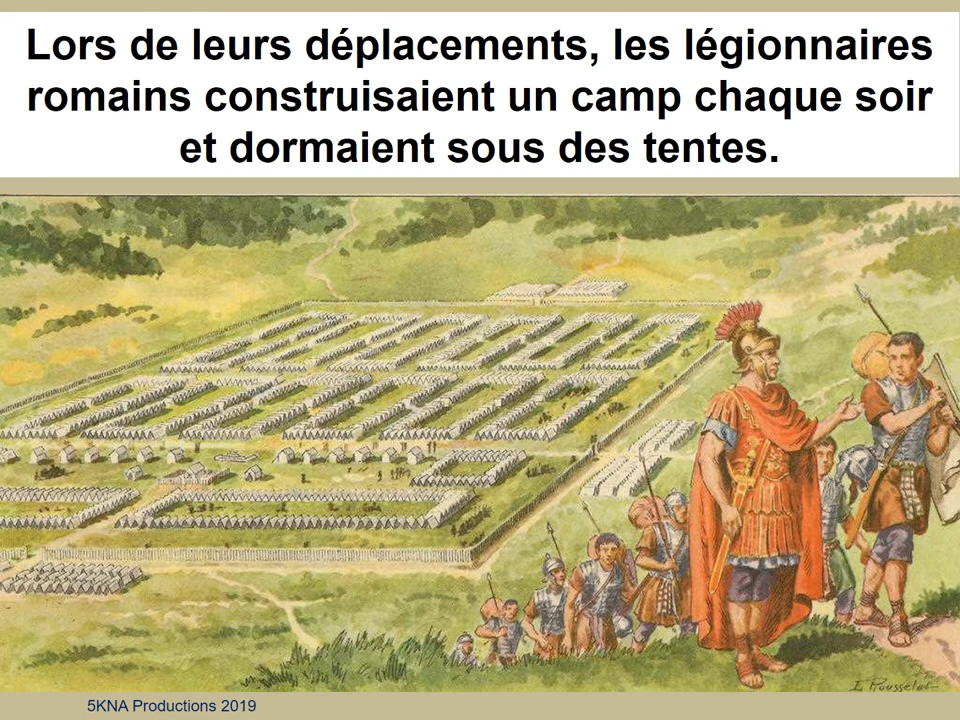 Lors de leurs déplacements, les légionnaires
romains construisaient un camp chaque soir
et dormaient sous des tentes.
L. Rousselot
5KNA Productions 2019